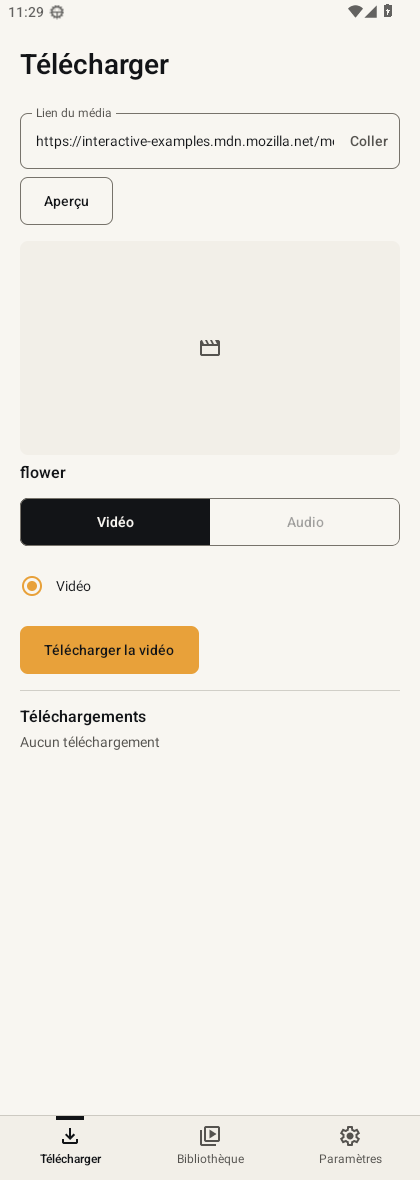 11:29
Télécharger
Lien du média
https://interactive-examples.mdn.mozilla.net/me
Coller
Aperçu
flower
Vidéo
Audio
Vidéo
Télécharger la vidéo
Téléchargements
Aucun téléchargement
Télécharger
Bibliothèque
Paramètres